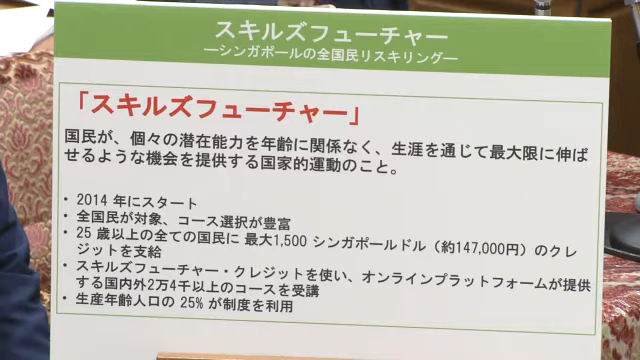 スキルズフューチャー
―シンガポールの全国民リスキリング―
「スキルズフューチャー」
国民が、個々の潜在能力を年齢に関係なく、生涯を通じて最大限に伸ば
せるような機会を提供する国家的運動のこと。
・2014 年にスタート
・全国民が対象、コース選択が豊富
・25 歳以上の全ての国民に 最大1,500 シンガポールドル（約147,000円）のクレ
ジットを支給
・スキルズフューチャー・クレジットを使い、オンラインプラットフォームが提供
する国内外2万4千以上のコースを受講
・生産年齢人口の 25% が制度を利用